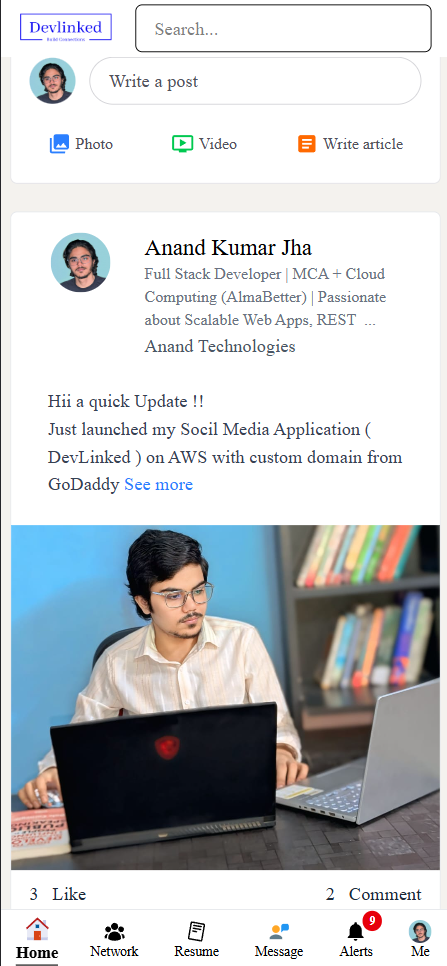 Devlinked
Build Connections
Search...
Write a post
Photo
Video
Write article
Anand Kumar Jha
Full Stack Developer | MCA + Cloud
Computing (AlmaBetter) | Passionate
about Scalable Web Apps, REST ...
Anand Technologies
Hii a quick Update !!
Just launched my Socil Media Application (
DevLinked ) on AWS with custom domain from
GoDaddy See more
3 Like
2 Comment
9
Home
Network
Resume
Message
Alerts
Me